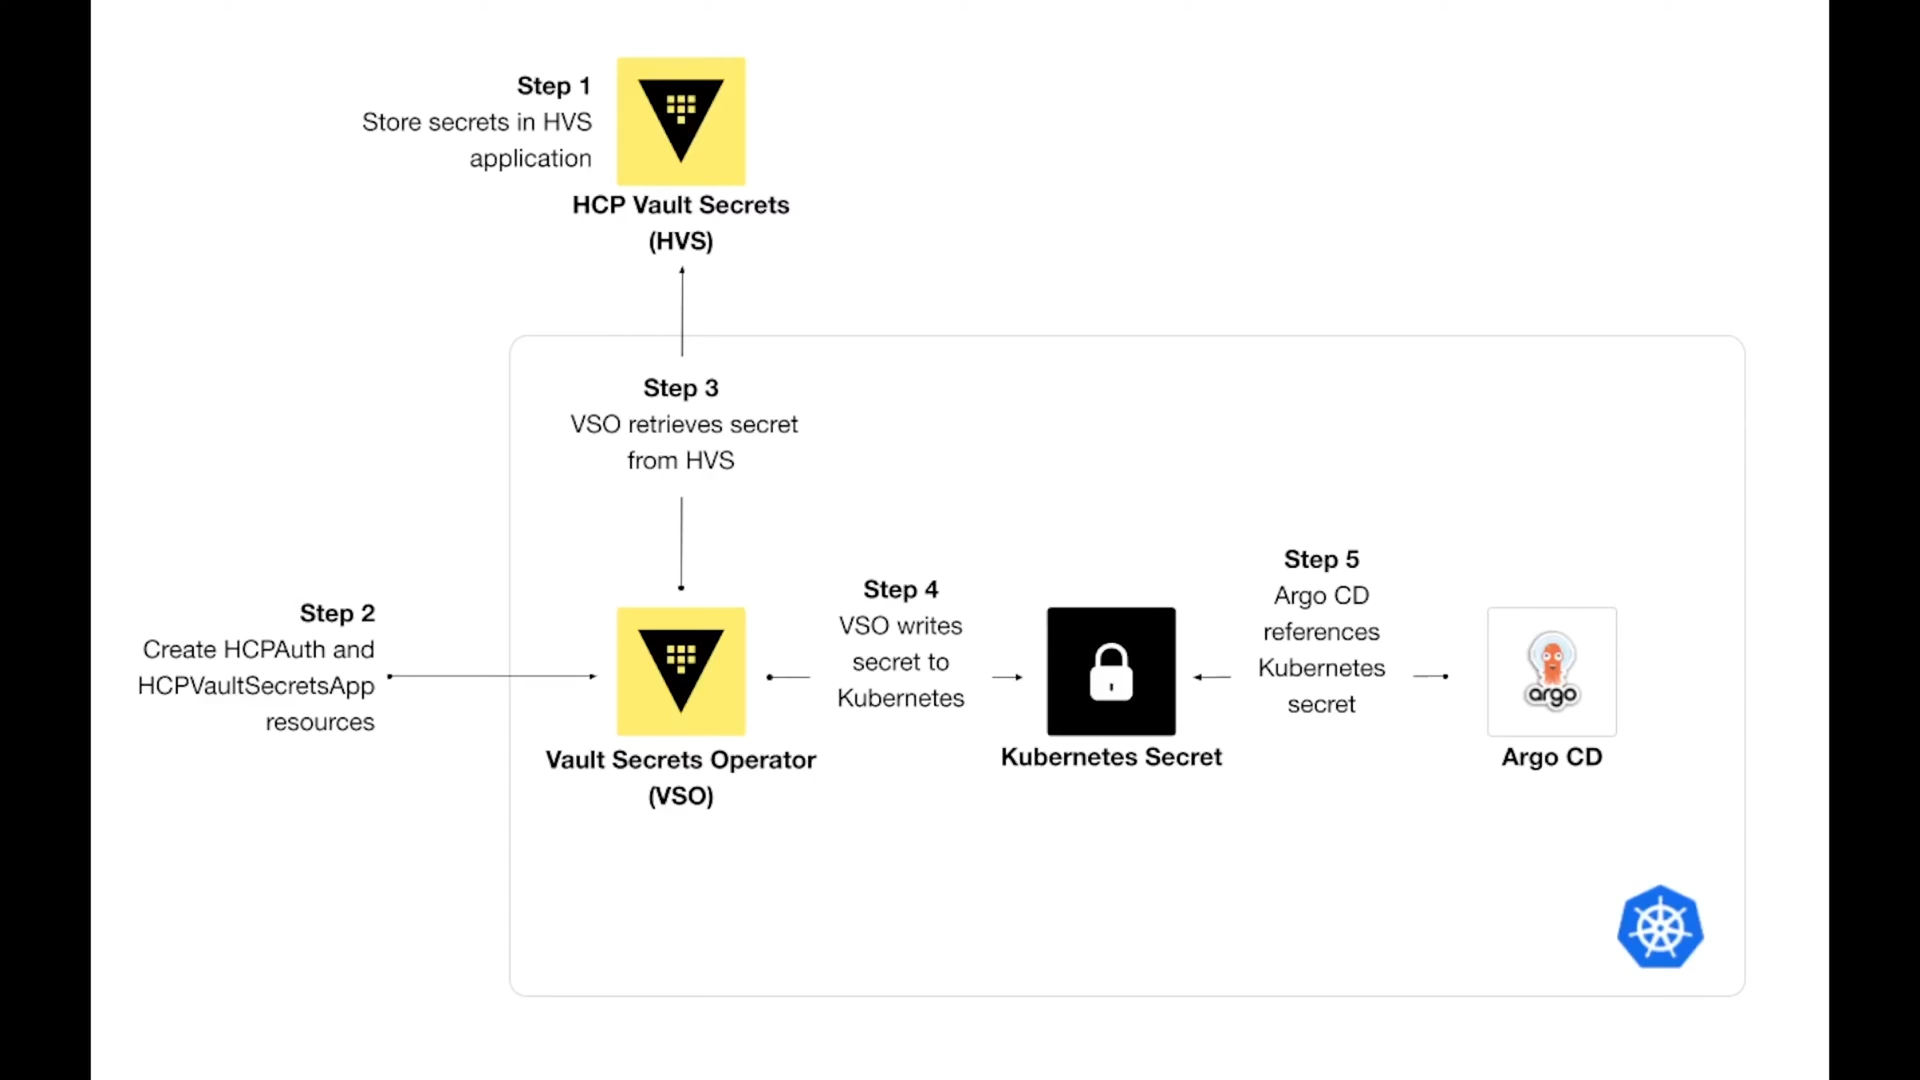 Step 1
Store secrets in HVS
application
HCP Vault Secrets
(HVS)
Step 3
VSO retrieves secret
from HVS
Step 2
Create HCPAuth and
HCPVaultSecretsApp
resources
Vault Secrets Operator
(VSO)
Step 4
VSO writes
secret to
Kubernetes
Kubernetes Secret
Step 5
Argo CD
references
Kubernetes
secret
argo
Argo CD